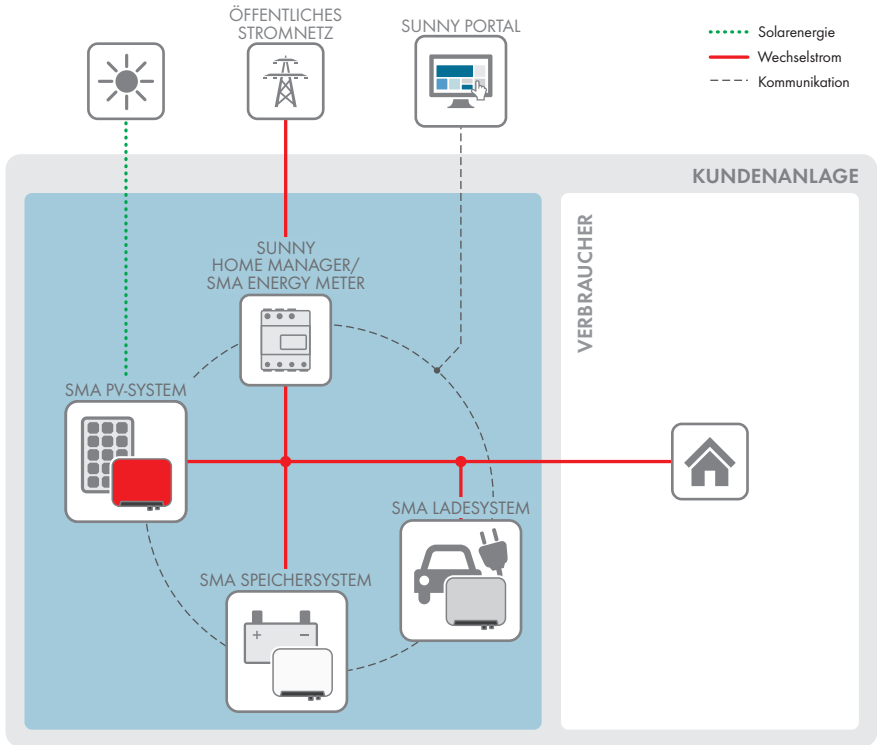 ÖFFENTLICHES
STROMNETZ
SUNNY PORTAL
Solarenergie
Wechselstrom
Kommunikation
KUNDENANLAGE
VERBRAUCHER
SUNNY
HOME MANAGER/
SMA ENERGY METER
SMA PV-SYSTEM
SMA LADESYSTEM
SMA SPEICHERSYSTEM
+ −